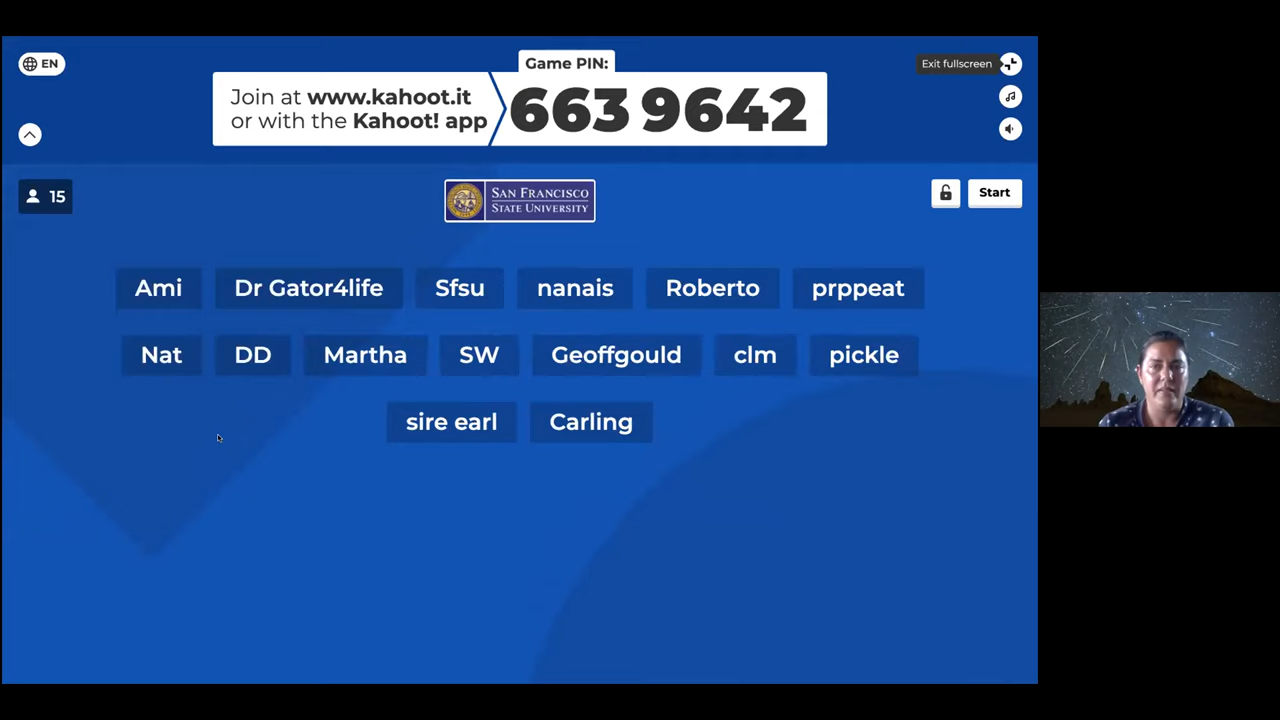 EN
Game PIN:
Exit fullscreen
Join at www.kahoot.it
or with the Kahoot! app
663 9642
15
SAN FRANCISCO
STATE UNIVERSITY
Start
Ami Dr Gator4life Sfsu nanais Roberto prppeat
Nat DD Martha SW Geoffgould clm pickle
sire earl Carling